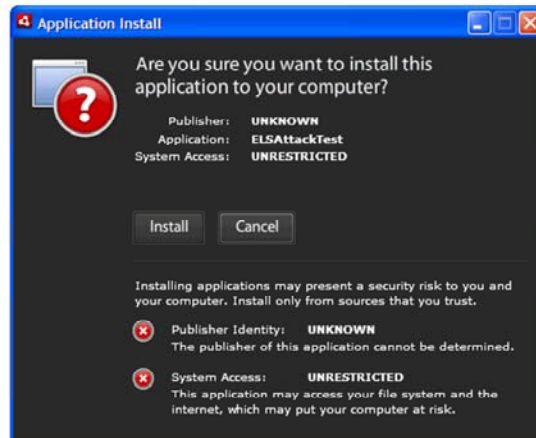 Application Install
Are you sure you want to install this
application to your computer?
Publisher: UNKNOWN
Application: ELSAttackTest
System Access: UNRESTRICTED
Install Cancel
Installing applications may present a security risk to you and
your computer. Install only from sources that you trust.
Publisher Identity: UNKNOWN
The publisher of this application cannot be determined.
System Access: UNRESTRICTED
This application may access your file system and the
internet, which may put your computer at risk.